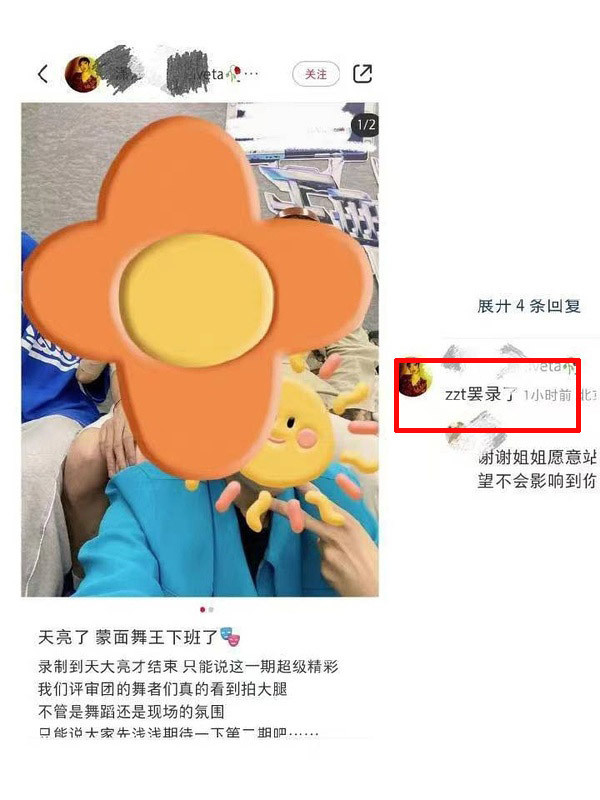 veta🥀…
关注
1/2
天亮了 蒙面舞王下班了🎭
录制到天大亮才结束 只能说这一期超级精彩
我们评审团的舞者们真的看到拍大腿
不管是舞蹈还是现场的氛围
只能说大家先浅浅期待一下第二期吧……
展开 4 条回复
veta
zzt罢录了 1小时前 北
谢谢姐姐愿意站
望不会影响到你